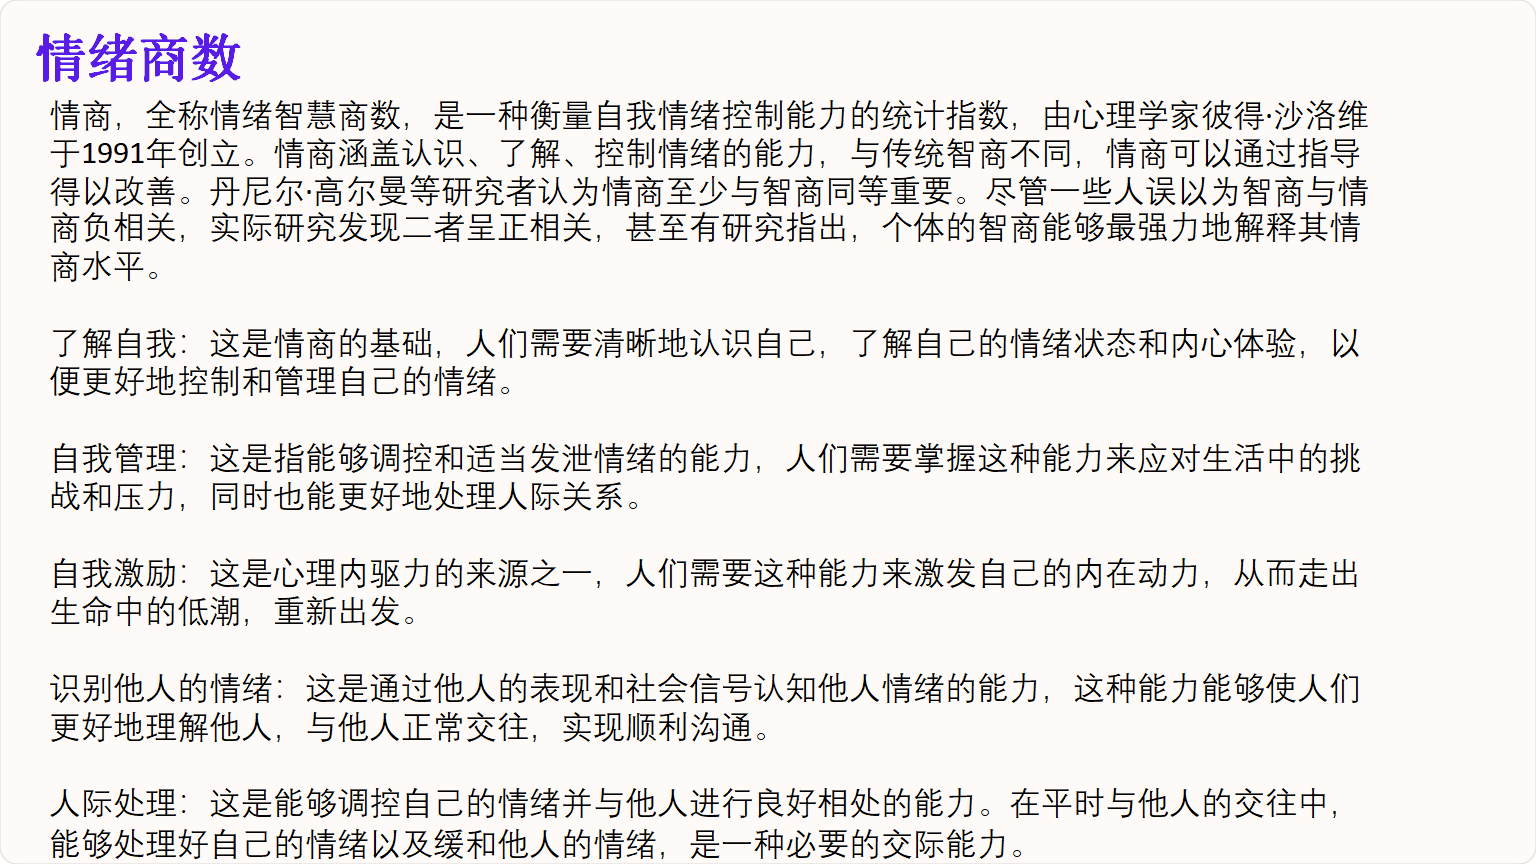 情绪商数
情商，全称情绪智慧商数，是一种衡量自我情绪控制能力的统计指数，由心理学家彼得·沙洛维
于1991年创立。情商涵盖认识、了解、控制情绪的能力，与传统智商不同，情商可以通过指导
得以改善。丹尼尔·高尔曼等研究者认为情商至少与智商同等重要。尽管一些人误以为智商与情
商负相关，实际研究发现二者呈正相关，甚至有研究指出，个体的智商能够最强力地解释其情
商水平。
了解自我：这是情商的基础，人们需要清晰地认识自己，了解自己的情绪状态和内心体验，以
便更好地控制和管理自己的情绪。
自我管理：这是指能够调控和适当发泄情绪的能力，人们需要掌握这种能力来应对生活中的挑
战和压力，同时也能更好地处理人际关系。
自我激励：这是心理内驱力的来源之一，人们需要这种能力来激发自己的内在动力，从而走出
生命中的低潮，重新出发。
识别他人的情绪：这是通过他人的表现和社会信号认知他人情绪的能力，这种能力能够使人们
更好地理解他人，与他人正常交往，实现顺利沟通。
人际处理：这是能够调控自己的情绪并与他人进行良好相处的能力。在平时与他人的交往中，
能够处理好自己的情绪以及缓和他人的情绪，是一种必要的交际能力。